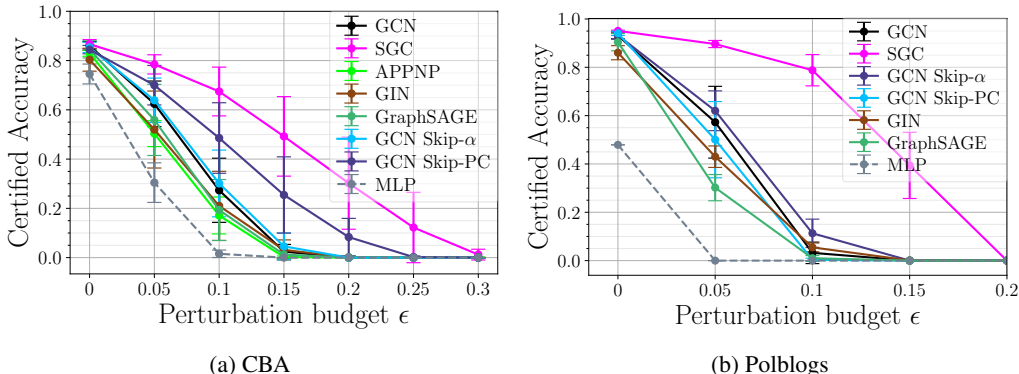 1.0
0.8
0.6
0.4
0.2
0.0
Certified Accuracy
0
0.05
0.1
0.15
0.2
0.25
0.3
Perturbation budget ϵ
GCN
SGC
APPNP
GIN
GraphSAGE
GCN Skip-α
GCN Skip-PC
MLP
(a) CBA
1.0
0.8
0.6
0.4
0.2
0.0
Certified Accuracy
0
0.05
0.1
0.15
0.2
Perturbation budget ϵ
GCN
SGC
GCN Skip-α
GCN Skip-PC
GIN
GraphSAGE
MLP
(b) Polblogs